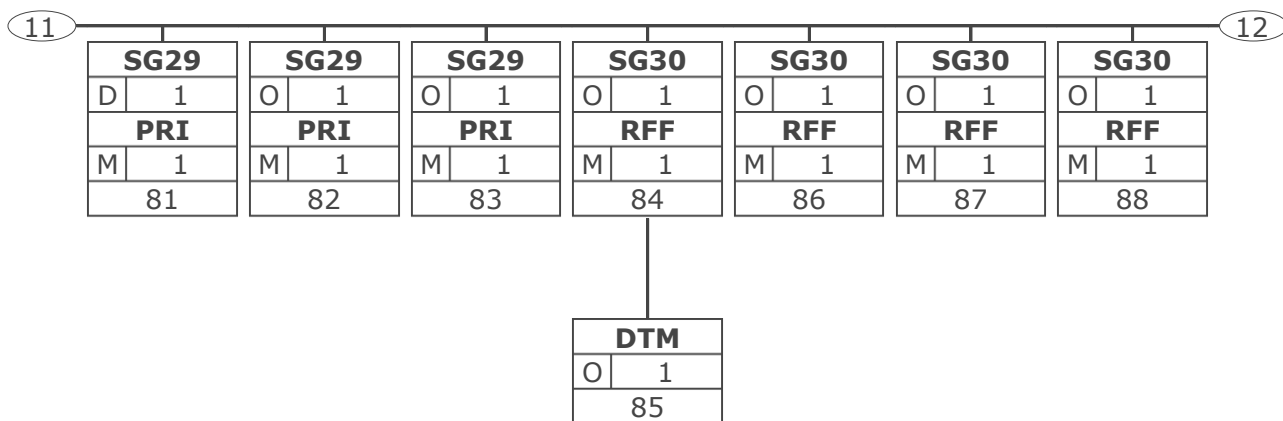 11 12
SG29 SG29 SG29 SG30 SG30 SG30 SG30
D 1 O 1 O 1 O 1 O 1 O 1 O 1
PRI PRI PRI RFF RFF RFF RFF
M 1 M 1 M 1 M 1 M 1 M 1 M 1
81 82 83 84 86 87 88
DTM
O 1
85